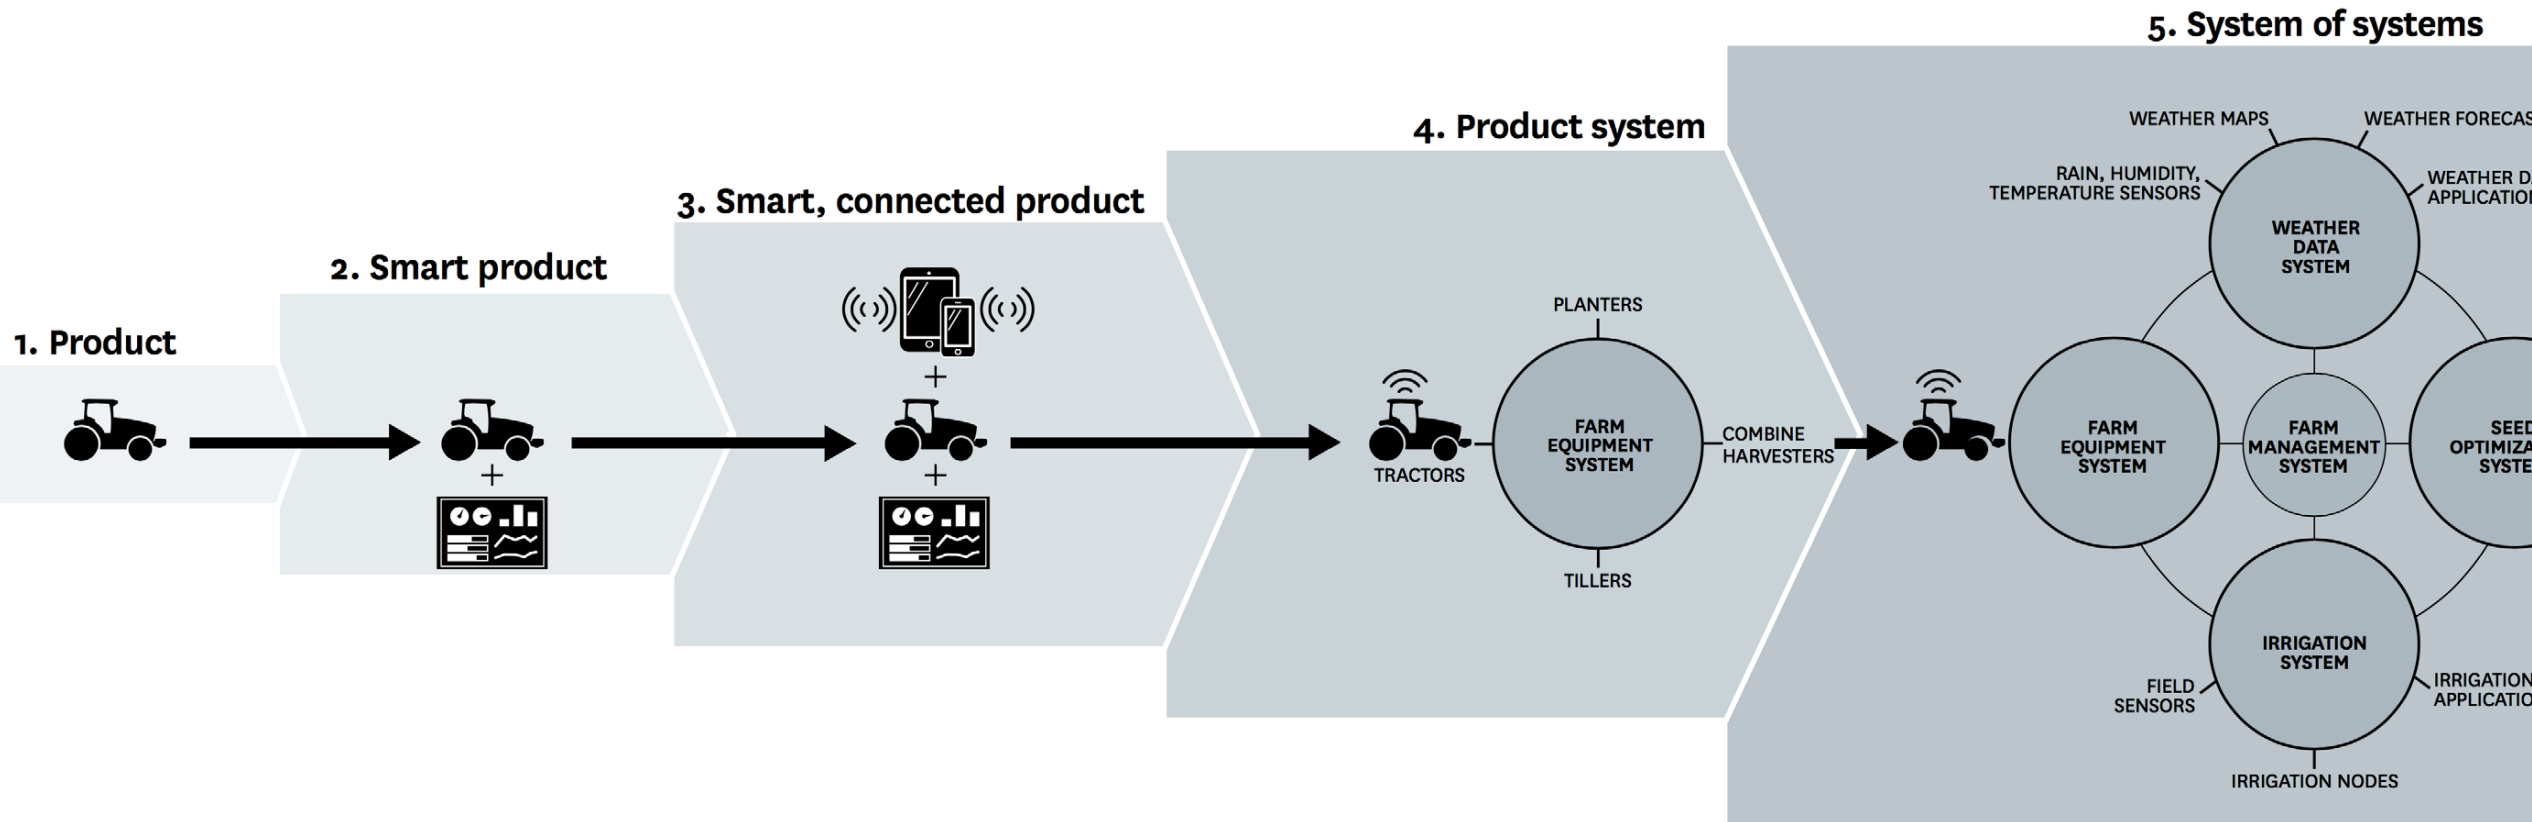 1. Product
2. Smart product
3. Smart, connected product
4. Product system
PLANTERS
TRACTORS
FARM
EQUIPMENT
SYSTEM
COMBINE
HARVESTERS
TILLERS
5. System of systems
WEATHER MAPS
WEATHER FORECAS
RAIN, HUMIDITY,
TEMPERATURE SENSORS
WEATHER D
APPLICATIO
WEATHER
DATA
SYSTEM
FARM
EQUIPMENT
SYSTEM
FARM
MANAGEMENT
SYSTEM
SEED
OPTIMIZA
SYSTE
IRRIGATION
SYSTEM
FIELD
SENSORS
IRRIGATION
APPLICATIO
IRRIGATION NODES